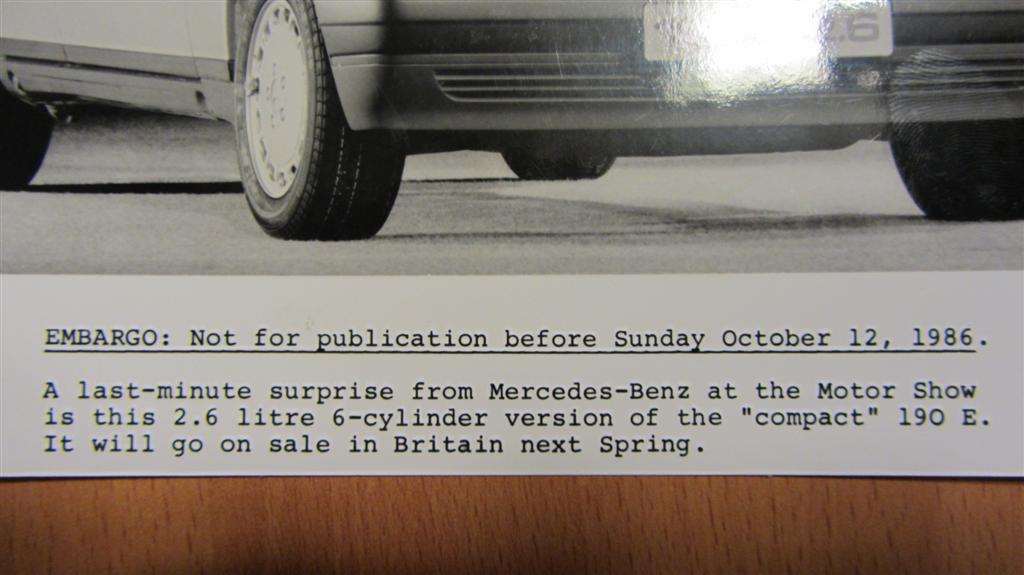 .6
EMBARGO: Not for publication before Sunday October 12, 1986.
A last-minute surprise from Mercedes-Benz at the Motor Show
is this 2.6 litre 6-cylinder version of the "compact" 190 E.
It will go on sale in Britain next Spring.